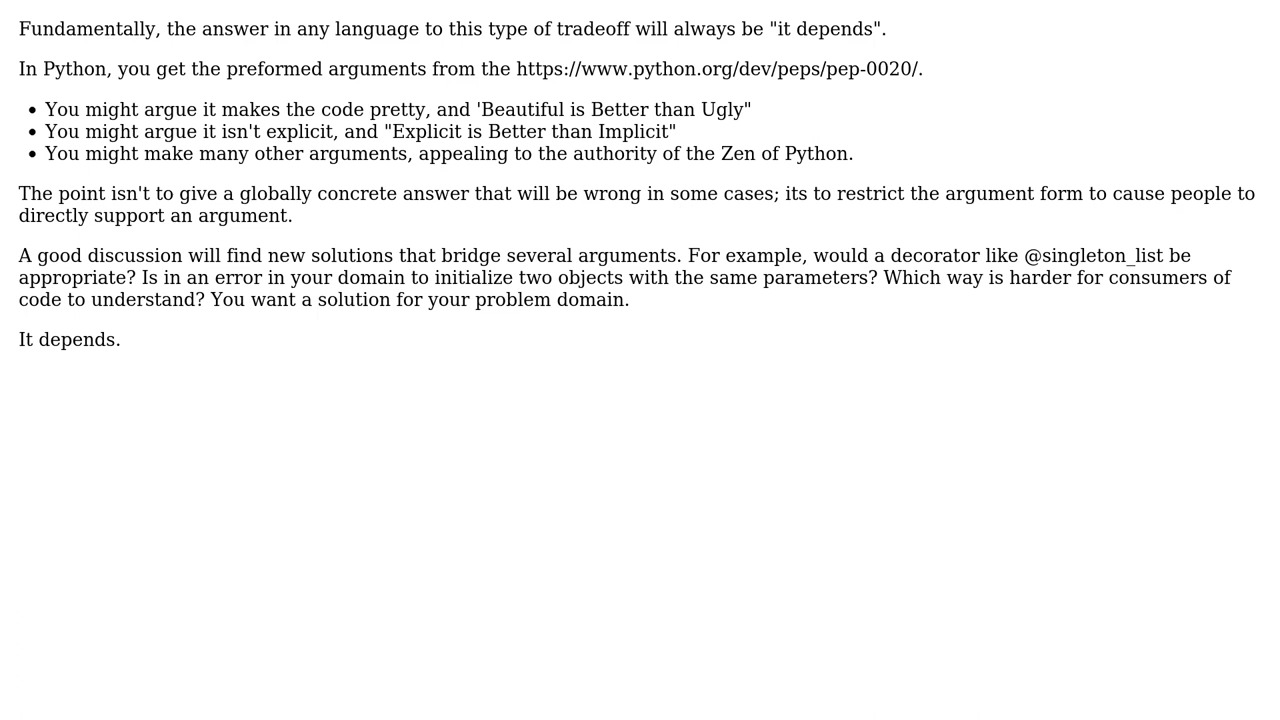 Fundamentally, the answer in any language to this type of tradeoff will always be "it depends".
In Python, you get the preformed arguments from the https://www.python.org/dev/peps/pep-0020/.
• You might argue it makes the code pretty, and 'Beautiful is Better than Ugly"
• You might argue it isn't explicit, and "Explicit is Better than Implicit"
• You might make many other arguments, appealing to the authority of the Zen of Python.
The point isn't to give a globally concrete answer that will be wrong in some cases; its to restrict the argument form to cause people to
directly support an argument.
A good discussion will find new solutions that bridge several arguments. For example, would a decorator like @singleton_list be
appropriate? Is in an error in your domain to initialize two objects with the same parameters? Which way is harder for consumers of
code to understand? You want a solution for your problem domain.
It depends.